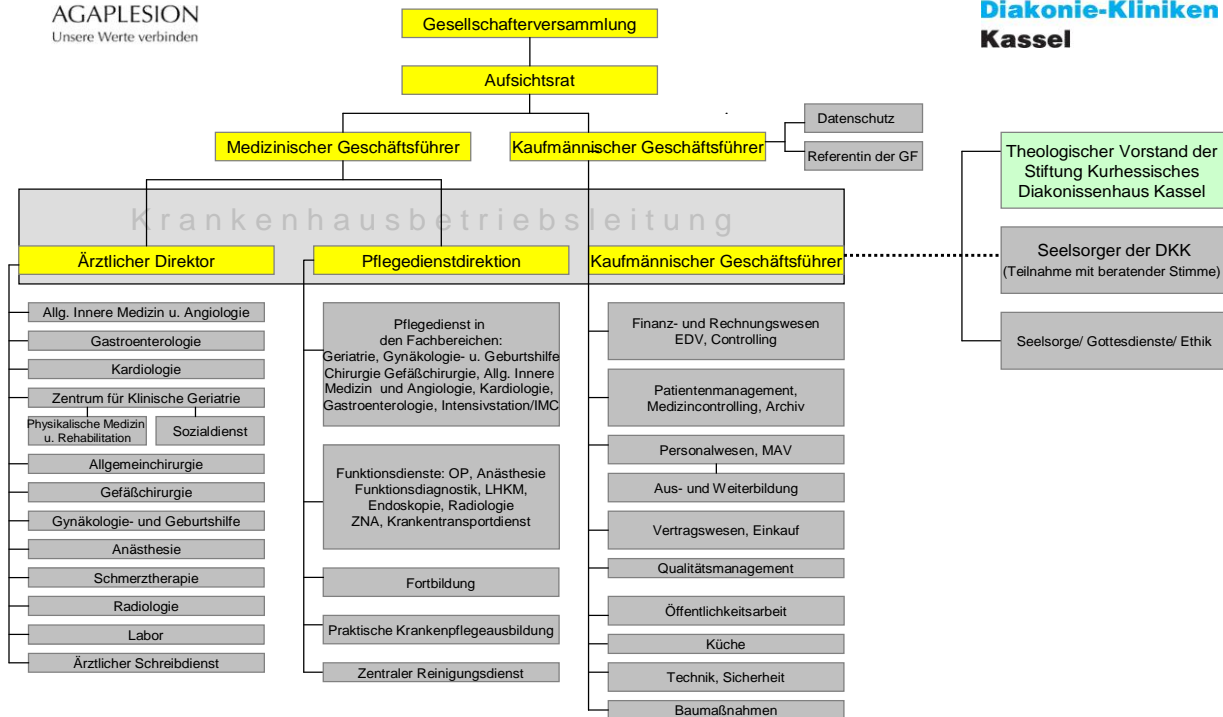 AGAPLESION
Unsere Werte verbinden
Diakonie-Kliniken
Kassel
Gesellschafterversammlung
Aufsichtsrat
Medizinischer Geschäftsführer
Kaufmännischer Geschäftsführer
Datenschutz
Referentin der GF
Theologischer Vorstand der
Stiftung Kurhessisches
Diakonissenhaus Kassel
Krankenhausbetriebsleitung
Ärztlicher Direktor
Pflegedienstdirektion
Kaufmännischer Geschäftsführer
Seelsorger der DKK
(Teilnahme mit beratender Stimme)
Seelsorge/ Gottesdienste/ Ethik
Allg. Innere Medizin u. Angiologie
Gastroenterologie
Kardiologie
Zentrum für Klinische Geriatrie
Physikalische Medizin
u. Rehabilitation
Sozialdienst
Allgemeinchirurgie
Gefäßchirurgie
Gynäkologie- und Geburtshilfe
Anästhesie
Schmerztherapie
Radiologie
Labor
Ärztlicher Schreibdienst
Pflegedienst in
den Fachbereichen:
Geriatrie, Gynäkologie- u. Geburtshilfe
Chirurgie Gefäßchirurgie, Allg. Innere
Medizin und Angiologie, Kardiologie,
Gastroenterologie, Intensivstation/IMC
Funktionsdienste: OP, Anästhesie
Funktionsdiagnostik, LHKM,
Endoskopie, Radiologie
ZNA, Krankentransportdienst
Fortbildung
Praktische Krankenpflegeausbildung
Zentraler Reinigungsdienst
Finanz- und Rechnungswesen
EDV, Controlling
Patientenmanagement,
Medizincontrolling, Archiv
Personalwesen, MAV
Aus- und Weiterbildung
Vertragswesen, Einkauf
Qualitätsmanagement
Öffentlichkeitsarbeit
Küche
Technik, Sicherheit
Baumaßnahmen